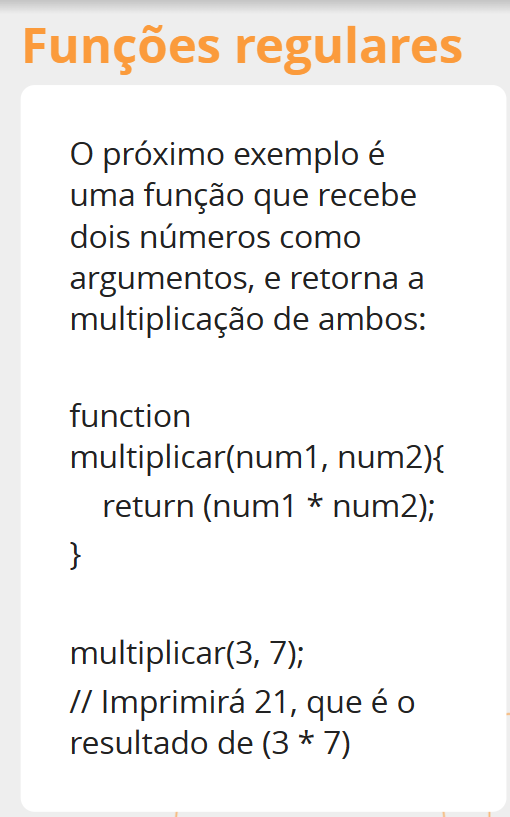 Funções regulares
O próximo exemplo é
uma função que recebe
dois números como
argumentos, e retorna a
multiplicação de ambos:
function
multiplicar(num1, num2){
return (num1 * num2);
}
multiplicar(3, 7);
// Imprimirá 21, que é o
resultado de (3 * 7)